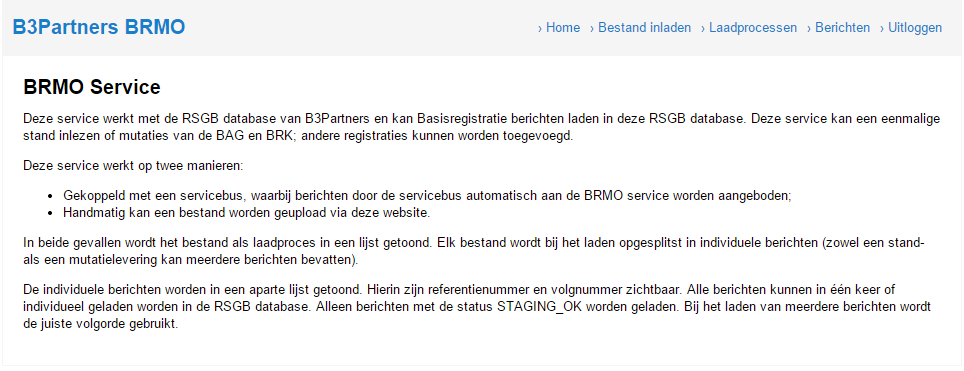 B3Partners BRMO
› Home › Bestand inladen › Laadprocessen › Berichten › Uitloggen
BRMO Service
Deze service werkt met de RSGB database van B3Partners en kan Basisregistratie berichten laden in deze RSGB database. Deze service kan een eenmalige
stand inlezen of mutaties van de BAG en BRK; andere registraties kunnen worden toegevoegd.
Deze service werkt op twee manieren:
• Gekoppeld met een servicebus, waarbij berichten door de servicebus automatisch aan de BRMO service worden aangeboden;
• Handmatig kan een bestand worden geupload via deze website.
In beide gevallen wordt het bestand als laadproces in een lijst getoond. Elk bestand wordt bij het laden opgesplitst in individuele berichten (zowel een stand-
als een mutatielevering kan meerdere berichten bevatten).
De individuele berichten worden in een aparte lijst getoond. Hierin zijn referentienummer en volgnummer zichtbaar. Alle berichten kunnen in één keer of
individueel geladen worden in de RSGB database. Alleen berichten met de status STAGING_OK worden geladen. Bij het laden van meerdere berichten wordt
de juiste volgorde gebruikt.